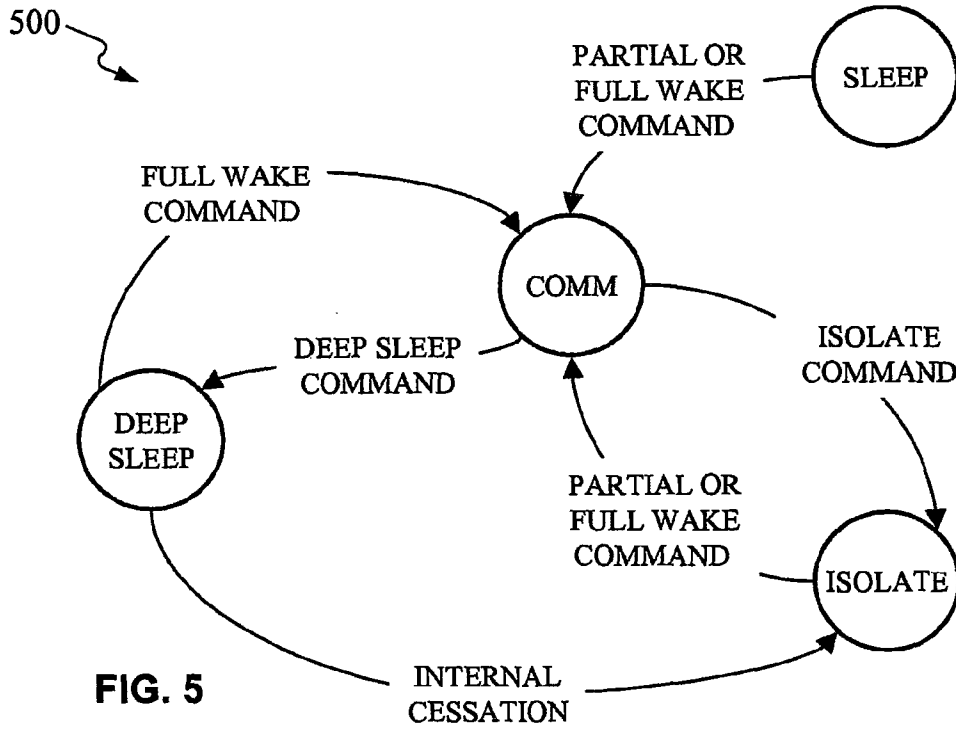 500
PARTIAL OR
FULL WAKE
COMMAND
SLEEP
FULL WAKE
COMMAND
COMM
DEEP SLEEP
COMMAND
ISOLATE
COMMAND
DEEP
SLEEP
PARTIAL OR
FULL WAKE
COMMAND
ISOLATE
INTERNAL
CESSATION
FIG. 5